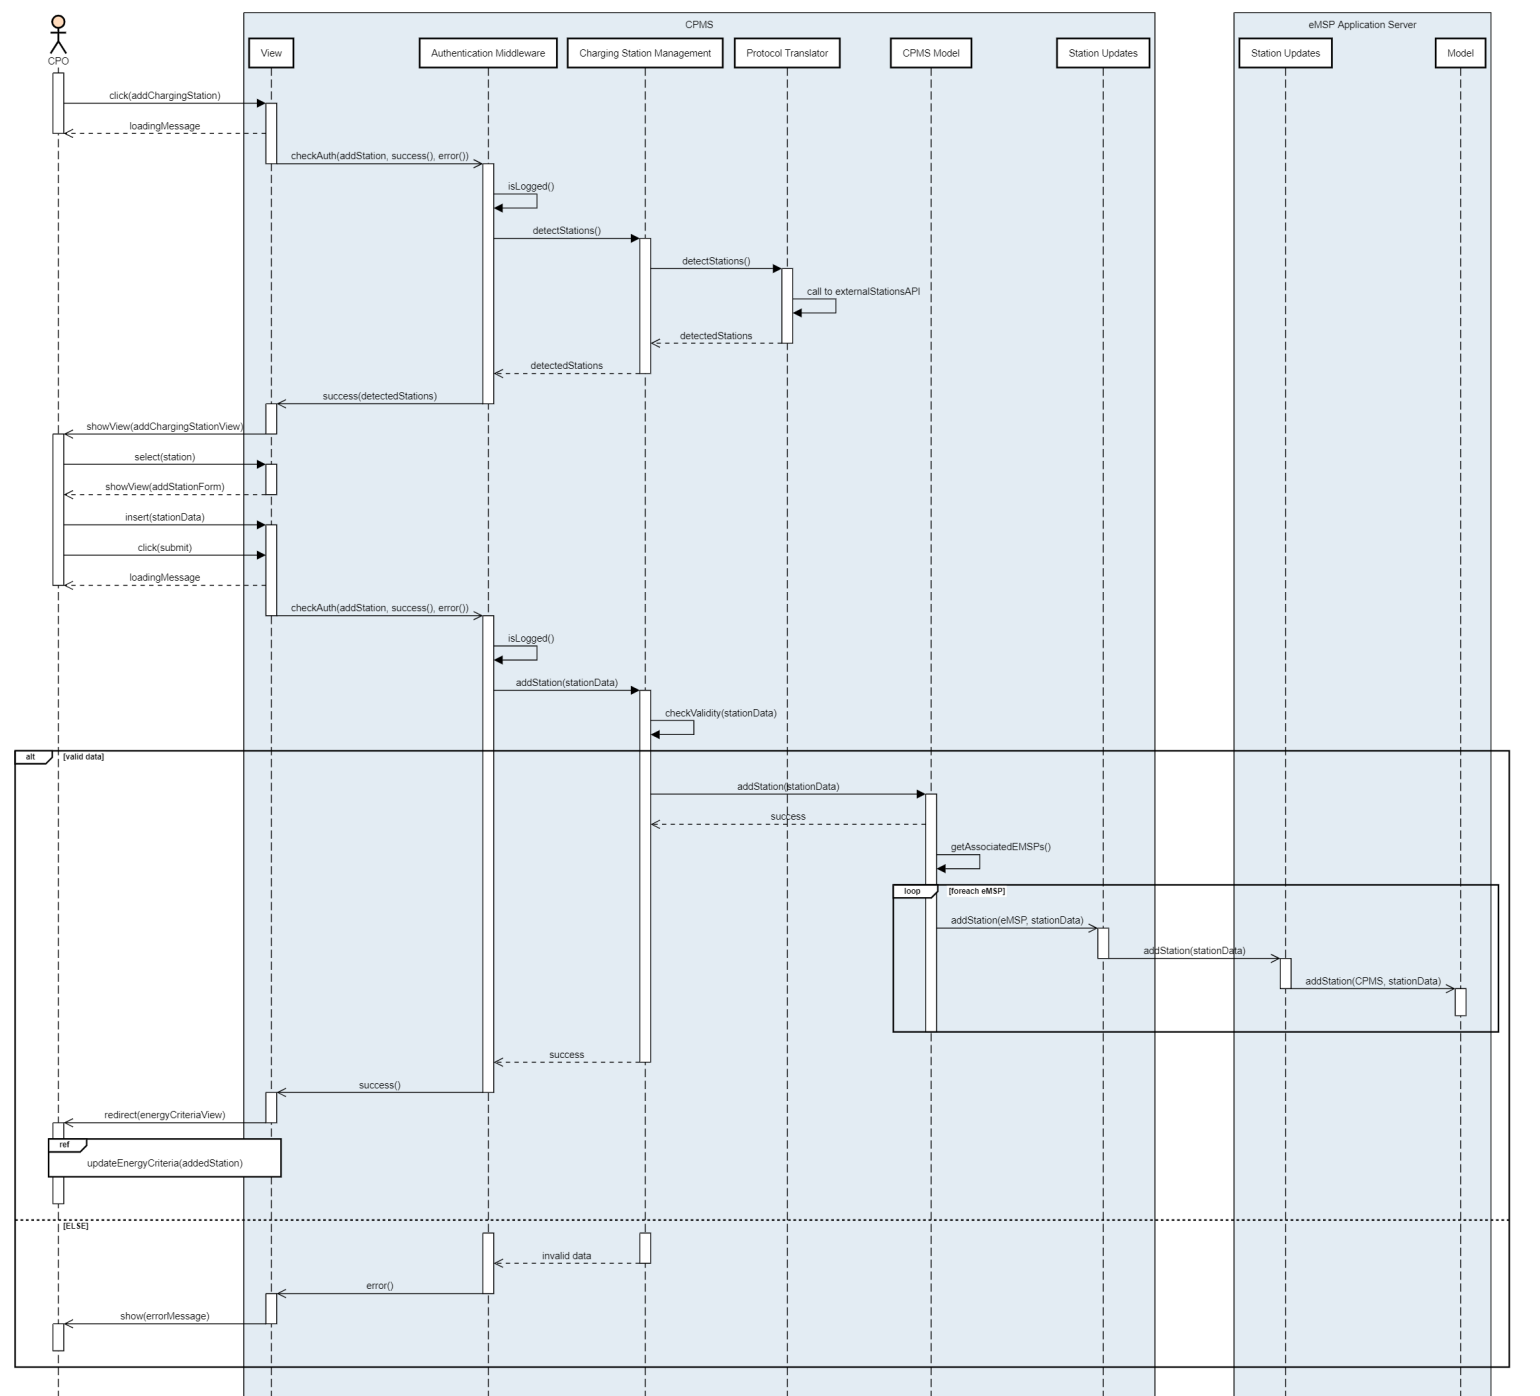 CPMS
eMSP Application Server
CPO
View
Authentication Middleware
Charging Station Management
Protocol Translator
CPMS Model
Station Updates
Station Updates
Model
click(addChargingStation)
loadingMessage
checkAuth(addStation, success(), error())
isLogged()
detectStations()
detectStations()
call to externalStationsAPI
detectedStations
detectedStations
success(detectedStations)
showView(addChargingStationView)
select(station)
showView(addStationForm)
insert(stationData)
click(submit)
loadingMessage
checkAuth(addStation, success(), error())
isLogged()
addStation(stationData)
checkValidity(stationData)
alt
[valid data]
addStation(stationData)
success
getAssociatedEMSPs()
loop
[foreach eMSP]
addStation(eMSP, stationData)
addStation(stationData)
addStation(CPMS, stationData)
success
success()
redirect(energyCriteriaView)
ref
updateEnergyCriteria(addedStation)
[ELSE]
invalid data
error()
show(errorMessage)